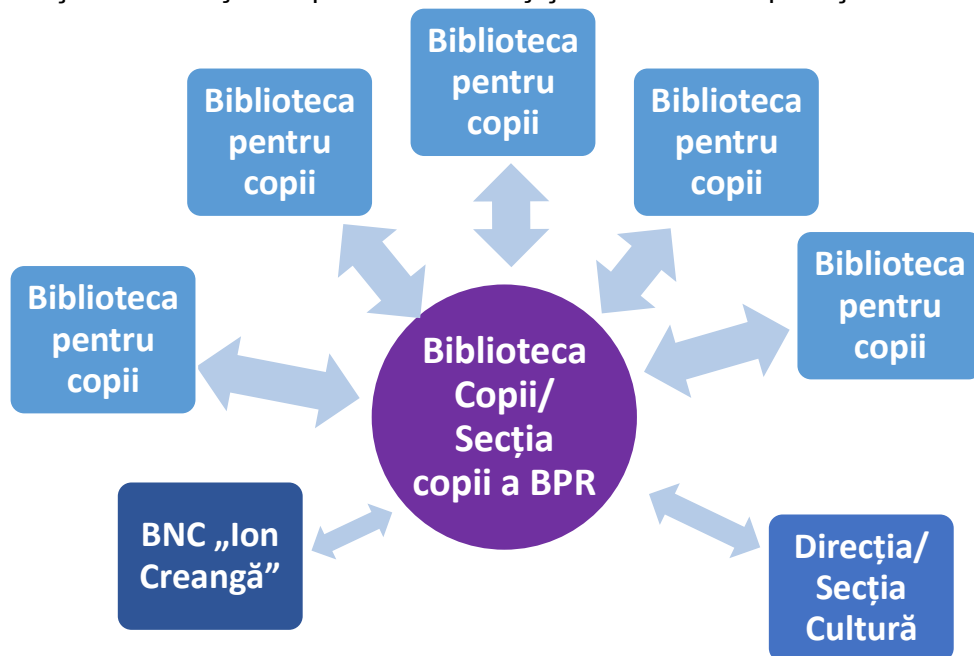 Biblioteca
pentru
copii
Biblioteca
pentru
copii
Biblioteca
pentru
copii
Biblioteca
pentru
copii
Biblioteca
pentru
copii
Biblioteca
Copii/
Secția
copii a BPR
BNC „Ion
Creangă”
Direcția/
Secția
Cultură